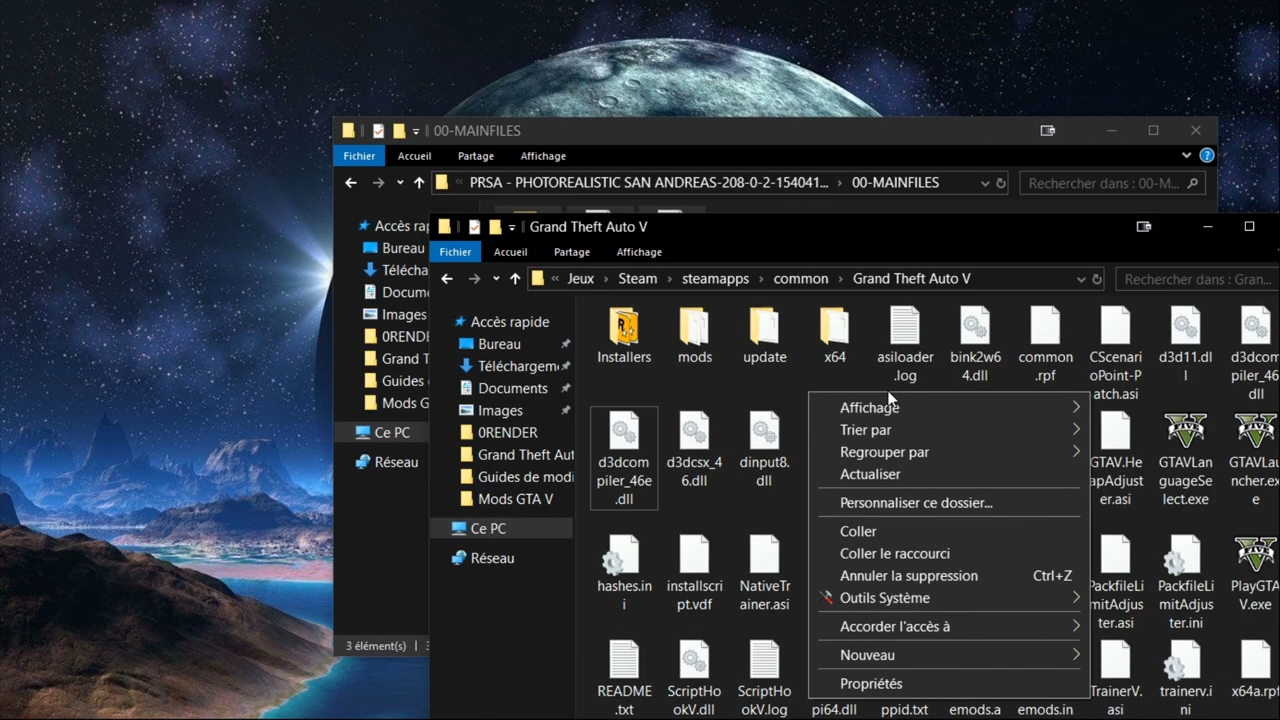 00-MAINFILES
Fichier Accueil Partage Affichage
PRSA - PHOTOREALISTIC SAN ANDREAS-208-0-2-154041... 00-MAINFILES
Rechercher dans : 00-M...
Accès ra
Bureau
Télécha
Docum
Images
0RENDE
Grand T
Guides
Mods G
Ce PC
Réseau
3 élément(s)
Grand Theft Auto V
Fichier Accueil Partage Affichage
Jeux Steam steamapps common Grand Theft Auto V
Rechercher dans : Gran...
Accès rapide
Bureau
Téléchargem
Documents
Images
0RENDER
Grand Theft Aut
Guides de modi
Mods GTA V
Ce PC
Réseau
Installers
mods
update
x64
asiloader
.log
bink2w6
4.dll
common
.rpf
CScenari
oPoint-P
atch.asi
d3d11.dl
l
d3dcom
piler_46
dll
d3dcom
piler_46e
.dll
d3dcsx_4
6.dll
dinput8.
dll
GTAV.He
apAdjust
er.asi
GTAVLan
guageSe
lect.exe
GTAVLau
ncher.ex
e
hashes.in
i
installscri
pt.vdf
NativeTr
ainer.asi
PackfileLi
mitAdjus
ter.asi
PackfileLi
mitAdjus
ter.ini
PlayGTA
V.exe
README
.txt
ScriptHo
okV.dll
ScriptHo
okV.log
pi64.dll
ppid.txt
emods.a
emods.in
TrainerV.
asi
trainerv.i
ni
x64a.rp
Affichage
Trier par
Regrouper par
Actualiser
Personnaliser ce dossier...
Coller
Coller le raccourci
Annuler la suppression Ctrl+Z
Outils Système
Accorder l'accès à
Nouveau
Propriétés